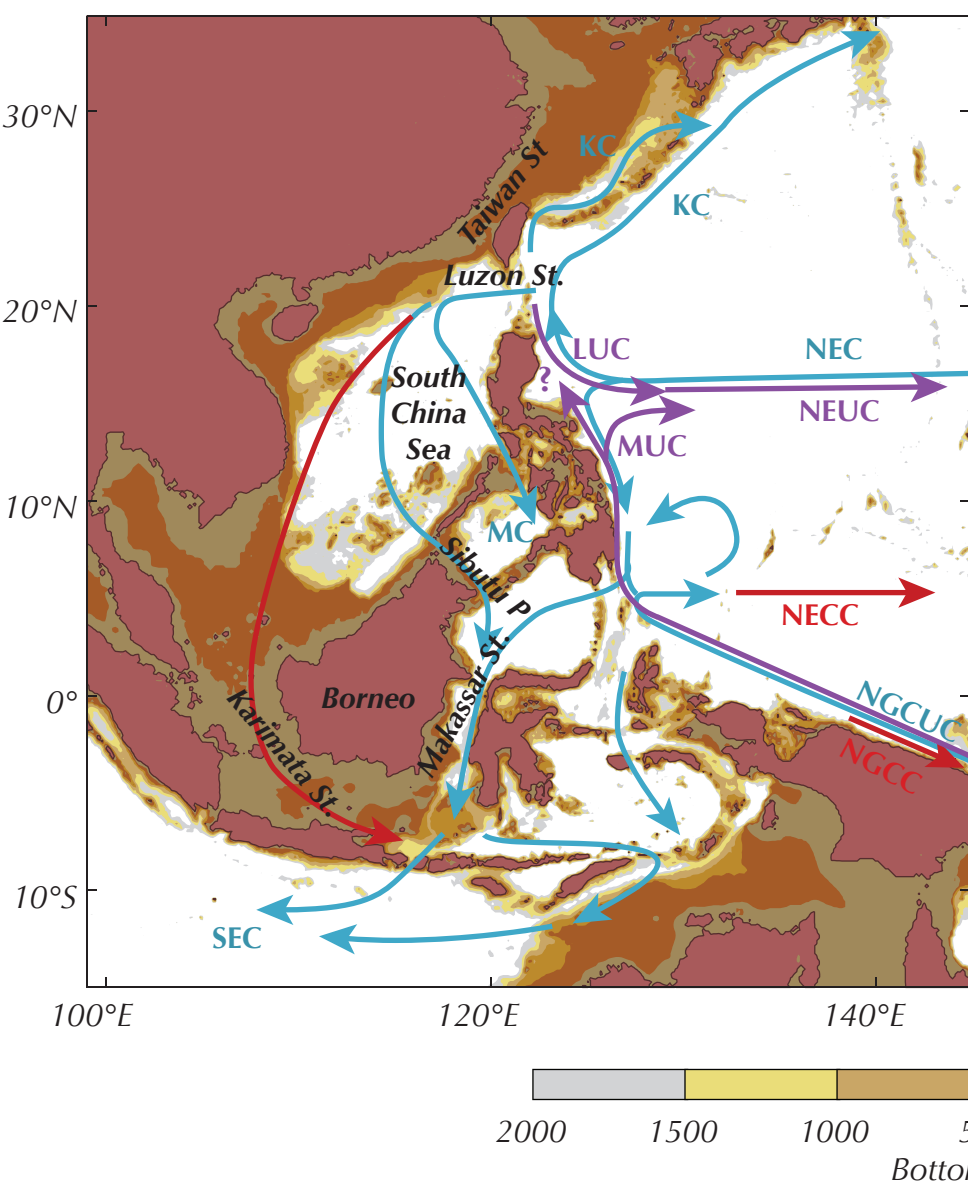 30°N
20°N
10°N
0°
10°S
100°E
120°E
140°E
KC
KC
Taiwan St
Luzon St.
LUC
?
NEC
NEUC
MUC
South
China
Sea
MC
Sibutu P.
NECC
Makassar St.
Borneo
Karimata St.
NGCUC
NGCC
SEC
2000
1500
1000